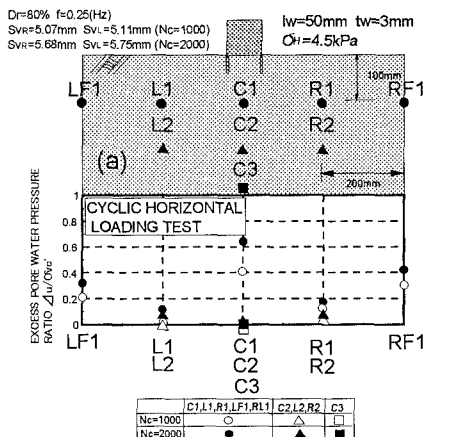 Dr=80% f=0.25(Hz)
SVR=5.07mm SVL=5.11mm (Nc=1000)
SVR=5.68mm SVL=5.75mm (Nc=2000)
lw=50mm tw=3mm
σH=4.5kPa
100mm
LF1 L1 C1 R1 RF1
L2 C2 R2
(a) C3
200mm
EXCESS PORE WATER PRESSURE
RATIO Δu/σvo'
CYCLIC HORIZONTAL
LOADING TEST
1
0.8
0.6
0.4
0.2
0
LF1 L1 C1 R1 RF1
L2 C2 R2
C3
C1,L1,R1,LF1,RL1 C2,L2,R2 C3
Nc=1000
Nc=2000